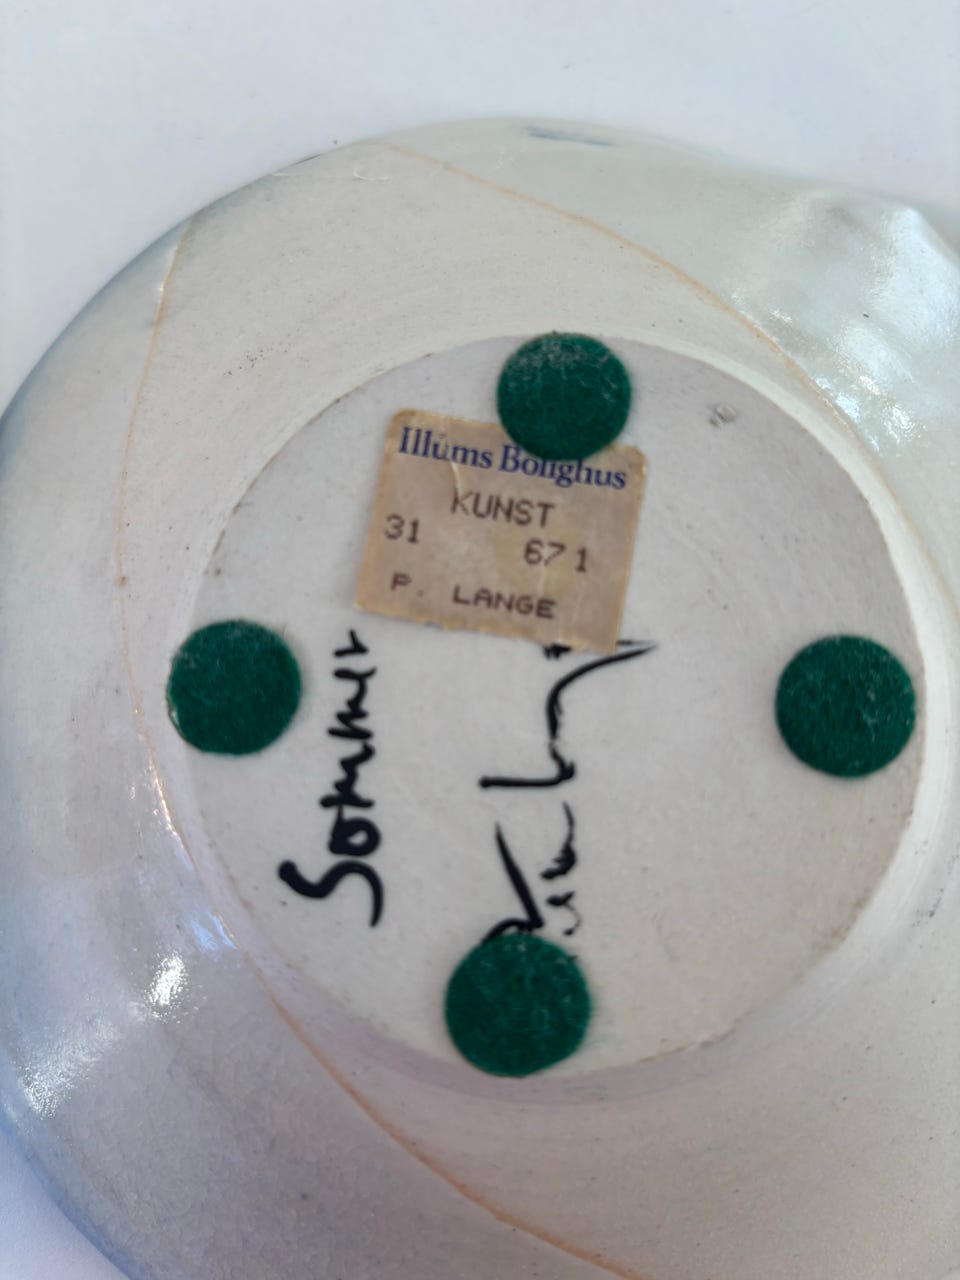 Illums Bolighus
KUNST
31 671
P. LANGE
Sommer